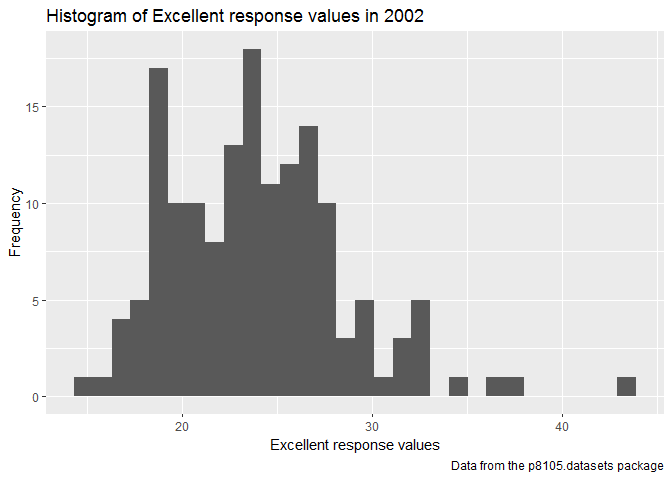 Histogram of Excellent response values in 2002
15
10
5
0
Frequency
20 30 40
Excellent response values
Data from the p8105.datasets package